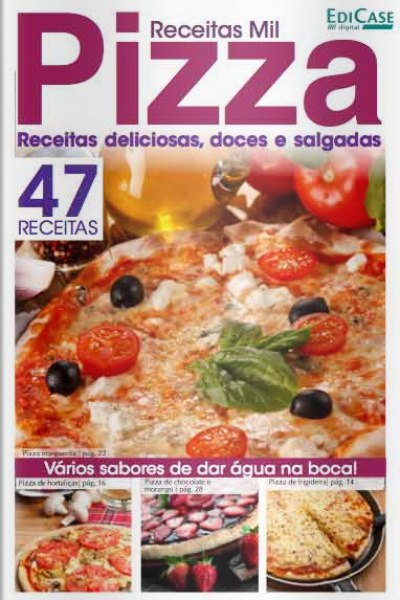 EDICASE
digital
Receitas Mil
Pizza
Receitas deliciosas, doces e salgadas
47
RECEITAS
Pizza marguerita | pág. 22
Vários sabores de dar água na boca!
Pizza de hortaliças | pág. 16
Pizza de chocolate e
morango | pág. 28
Pizza de frigideira | pág. 14